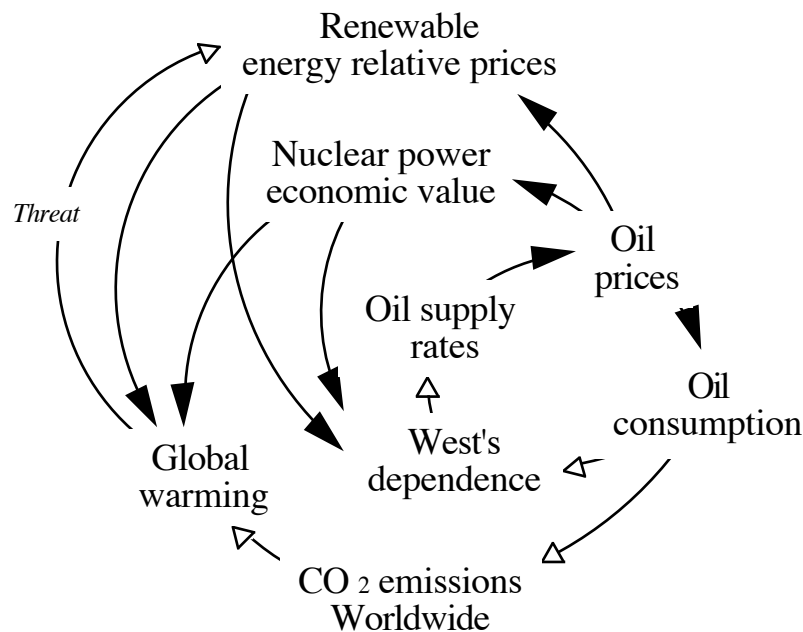 Renewable
energy relative prices
Nuclear power
economic value
Threat
Oil
prices
Oil supply
rates
Oil
consumption
West's
dependence
Global
warming
CO 2 emissions
Worldwide